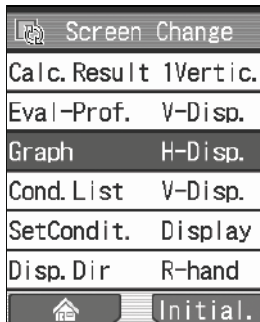 Screen Change
Calc.Result 1Vertic.
Eval-Prof. V-Disp.
Graph H-Disp.
Cond.List V-Disp.
SetCondit. Display
Disp.Dir R-hand
Initial.